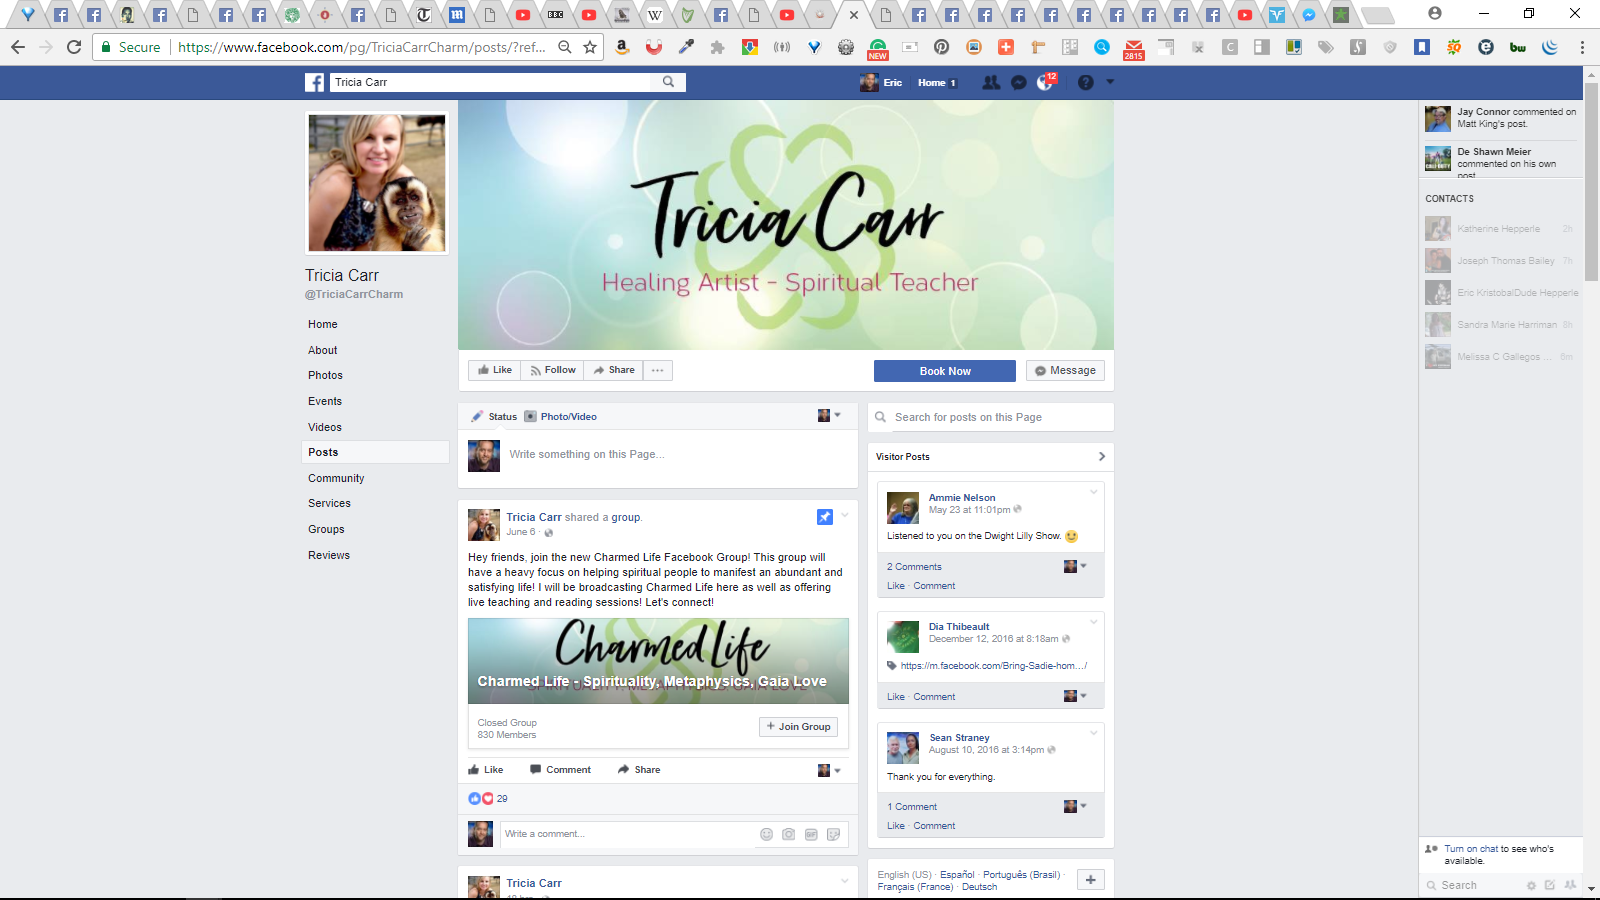 Secure
https://www.facebook.com/pg/TriciaCarrCharm/posts/?ref...
NEW
2815
Tricia Carr
Eric
Home 1
12
Tricia Carr
Healing Artist - Spiritual Teacher
Tricia Carr
@TriciaCarrCharm
Home
About
Photos
Events
Videos
Posts
Community
Services
Groups
Reviews
Like
Follow
Share
Book Now
Message
Status
Photo/Video
Write something on this Page...
Tricia Carr shared a group.
June 6 ·
Hey friends, join the new Charmed Life Facebook Group! This group will
have a heavy focus on helping spiritual people to manifest an abundant and
satisfying life! I will be broadcasting Charmed Life here as well as offering
live teaching and reading sessions! Let's connect!
Charmed Life
Charmed Life - Spirituality, Metaphysics, Gaia Love
Closed Group
830 Members
+ Join Group
Like
Comment
Share
29
Write a comment...
Tricia Carr
Search for posts on this Page
Visitor Posts
Ammie Nelson
May 23 at 11:01pm
Listened to you on the Dwight Lilly Show.
2 Comments
Like · Comment
Dia Thibeault
December 12, 2016 at 8:18am
https://m.facebook.com/Bring-Sadie-hom.../
Like · Comment
Sean Straney
August 10, 2016 at 3:14pm
Thank you for everything.
1 Comment
Like · Comment
English (US) · Español · Português (Brasil) ·
Français (France) · Deutsch
Jay Connor commented on
Matt King's post.
De Shawn Meier
commented on his own
post.
CONTACTS
Katherine Hepperle 2h
Joseph Thomas Bailey 7h
Eric KristobalDude Hepperle
Sandra Marie Harriman 8h
Melissa C Gallegos ... 6m
Turn on chat to see who's
available.
Search